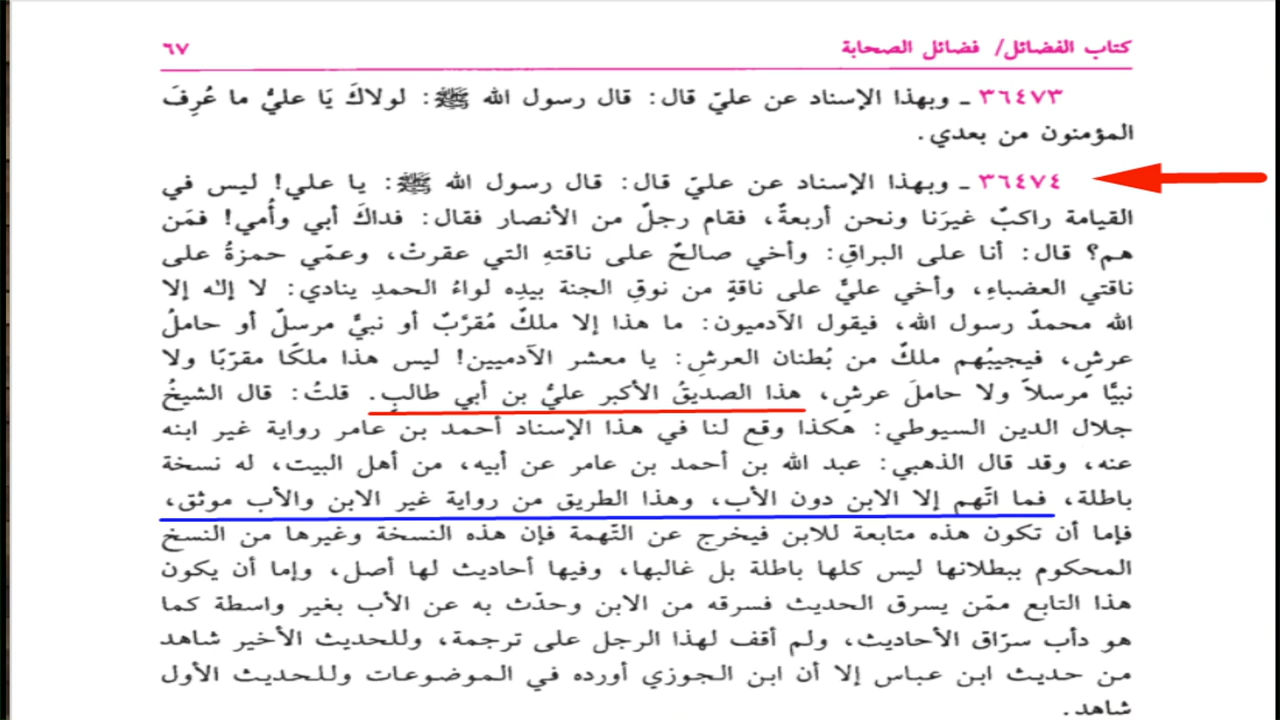 كتاب الفضائل/ فضائل الصحابة ٦٧
٣٦٤٧٣ ـ وبهذا الإسناد عن عليّ قال: قال رسول الله ﷺ: لولاكَ يَا عليُّ ما عُرِفَ
المؤمنون من بعدي.
٣٦٤٧٤ ـ وبهذا الإسناد عن عليّ قال: قال رسول الله ﷺ: يا علي! ليس في
القيامة راكبٌ غيرَنا ونحن أربعةٌ، فقام رجلٌ من الأنصار فقال: فداكَ أبي وأُمي! فمَن
هم؟ قال: أنا على البراقِ: وأخي صالحٌ على ناقتهِ التي عقرتْ، وعمّي حمزةُ على
ناقتي العضباءِ، وأخي عليٌّ على ناقةٍ من نوقِ الجنة بيدِه لواءُ الحمدِ ينادي: لا إله إلا
الله محمدٌ رسول الله، فيقول الآدميون: ما هذا إلا ملكٌ مُقرَّبٌ أو نبيٌّ مرسلٌ أو حاملُ
عرشٍ، فيجيبُهم ملكٌ من بُطنان العرشِ: يا معشر الآدميين! ليس هذا ملكًا مقرّبًا ولا
نبيًّا مرسلاً ولا حاملَ عرشٍ، هذا الصديقُ الأكبر عليُّ بن أبي طالبٍ. قلتُ: قال الشيخُ
جلال الدين السيوطي: هكذا وقع لنا في هذا الإسناد أحمد بن عامر رواية غير ابنه
عنه، وقد قال الذهبي: عبد الله بن أحمد بن عامر عن أبيه، من أهل البيت، له نسخة
باطلة، فما اتّهم إلا الابن دون الأب، وهذا الطريق من رواية غير الابن والأب موثق،
فإما أن تكون هذه متابعة للابن فيخرج عن التّهمة فإن هذه النسخة وغيرها من النسخ
المحكوم ببطلانها ليس كلها باطلة بل غالبها، وفيها أحاديث لها أصل، وإما أن يكون
هذا التابع ممّن يسرق الحديث فسرقه من الابن وحدّث به عن الأب بغير واسطة كما
هو دأب سرّاق الأحاديث، ولم أقف لهذا الرجل على ترجمة، وللحديث الأخير شاهد
من حديث ابن عباس إلا أن ابن الجوزي أورده في الموضوعات وللحديث الأول
شاهد.